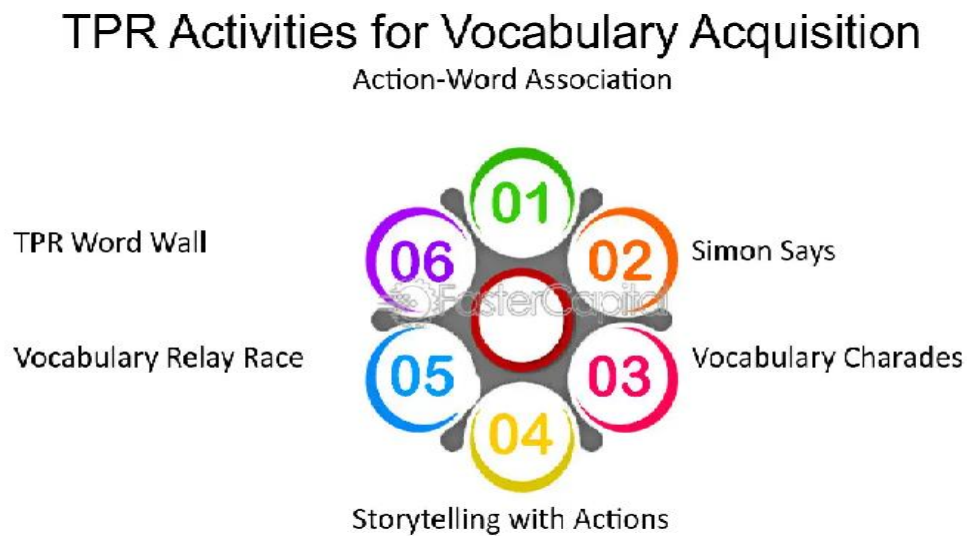 TPR Activities for Vocabulary Acquisition
Action-Word Association
01
02
Simon Says
03
Vocabulary Charades
04
Storytelling with Actions
05
Vocabulary Relay Race
06
TPR Word Wall
FasterCapital